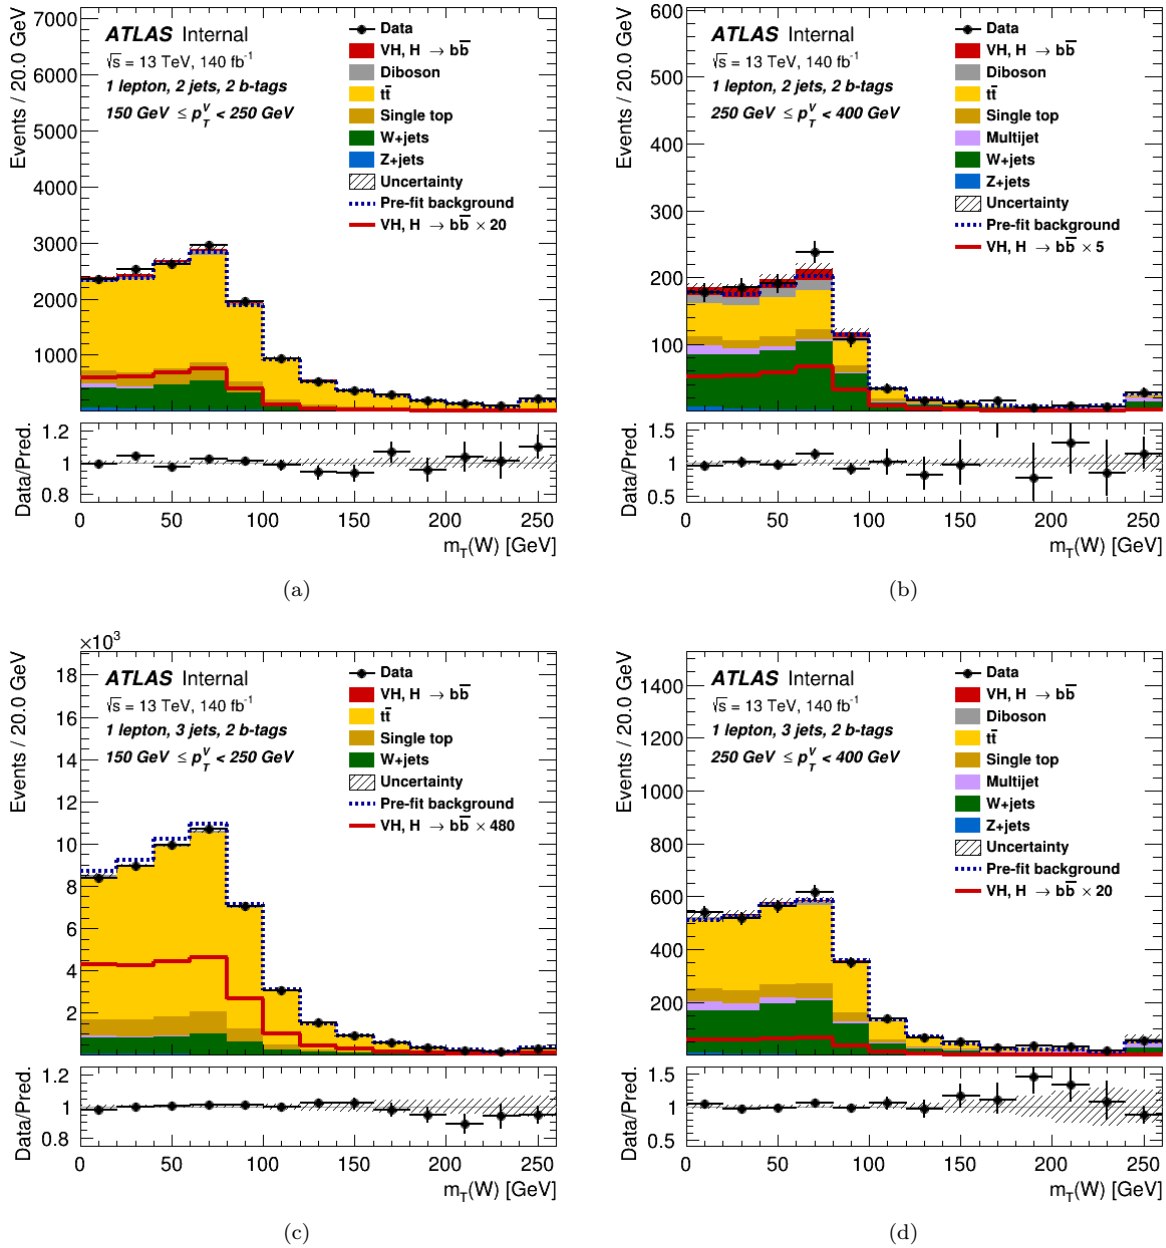 Events / 20.0 GeV
7000
6000
5000
4000
3000
2000
1000
ATLAS Internal
√s = 13 TeV, 140 fb⁻¹
1 lepton, 2 jets, 2 b-tags
150 GeV ≤ p_T^V < 250 GeV
Data
VH, H → bb̅
Diboson
tt̅
Single top
W+jets
Z+jets
Uncertainty
Pre-fit background
VH, H → bb̅ × 20
Data/Pred.
1.2
1
0.8
0 50 100 150 200 250
m_T(W) [GeV]
(a)
Events / 20.0 GeV
600
500
400
300
200
100
ATLAS Internal
√s = 13 TeV, 140 fb⁻¹
1 lepton, 2 jets, 2 b-tags
250 GeV ≤ p_T^V < 400 GeV
Data
VH, H → bb̅
Diboson
tt̅
Single top
Multijet
W+jets
Z+jets
Uncertainty
Pre-fit background
VH, H → bb̅ × 5
Data/Pred.
1.5
1
0.5
0 50 100 150 200 250
m_T(W) [GeV]
(b)
×10³
Events / 20.0 GeV
18
16
14
12
10
8
6
4
2
ATLAS Internal
√s = 13 TeV, 140 fb⁻¹
1 lepton, 3 jets, 2 b-tags
150 GeV ≤ p_T^V < 250 GeV
Data
VH, H → bb̅
tt̅
Single top
W+jets
Uncertainty
Pre-fit background
VH, H → bb̅ × 480
Data/Pred.
1.2
1
0.8
0 50 100 150 200 250
m_T(W) [GeV]
(c)
Events / 20.0 GeV
1400
1200
1000
800
600
400
200
ATLAS Internal
√s = 13 TeV, 140 fb⁻¹
1 lepton, 3 jets, 2 b-tags
250 GeV ≤ p_T^V < 400 GeV
Data
VH, H → bb̅
Diboson
tt̅
Single top
Multijet
W+jets
Z+jets
Uncertainty
Pre-fit background
VH, H → bb̅ × 20
Data/Pred.
1.5
1
0.5
0 50 100 150 200 250
m_T(W) [GeV]
(d)